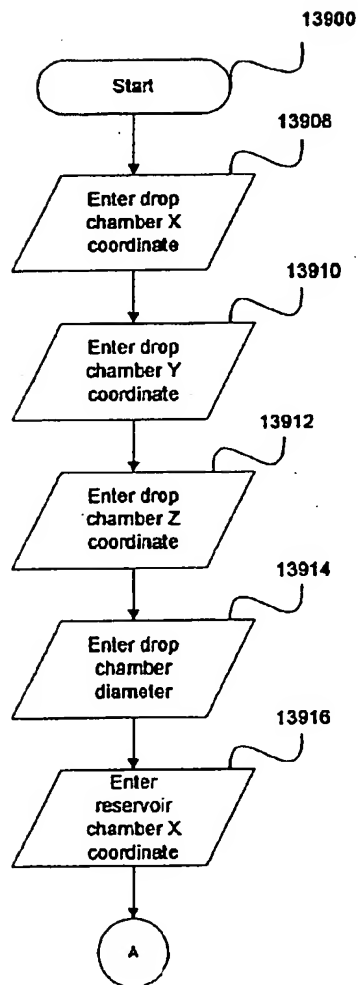 13900
Start
13908
Enter drop
chamber X
coordinate
13910
Enter drop
chamber Y
coordinate
13912
Enter drop
chamber Z
coordinate
13914
Enter drop
chamber
diameter
13916
Enter
reservoir
chamber X
coordinate
A